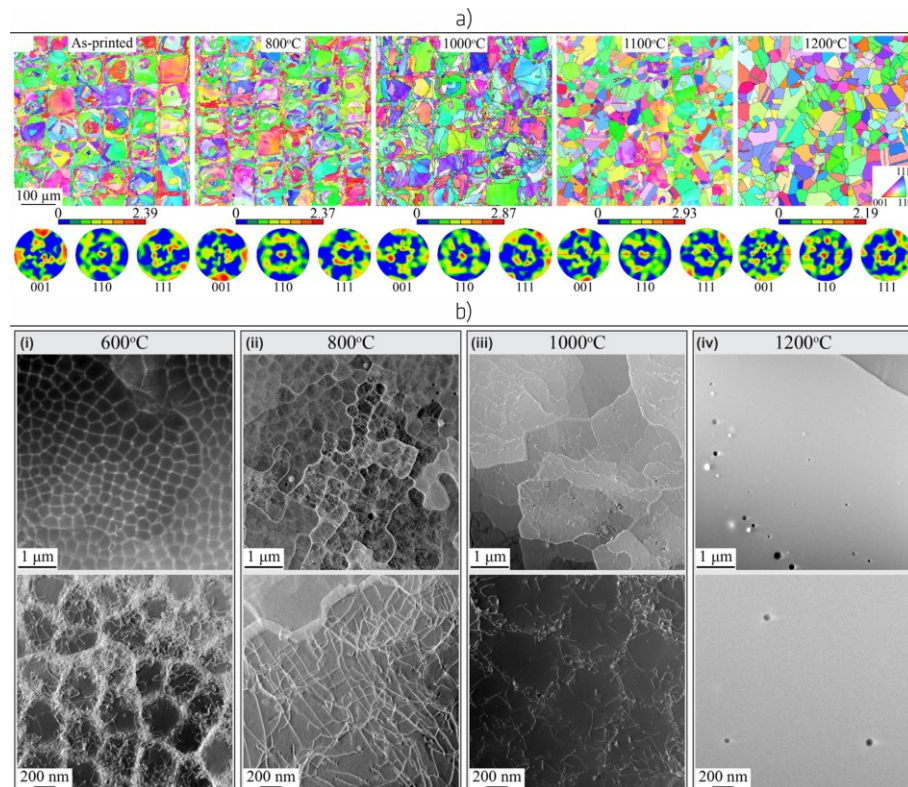 a)
As-printed 800°C 1000°C 1100°C 1200°C
100 μm
111
001
0 2.39 0 2.37 0 2.87 0 2.93 0 2.19
001 110 111 001 110 111 001 110 111 001 110 111 001 110 111
b)
(i) 600°C (ii) 800°C (iii) 1000°C (iv) 1200°C
1 μm 1 μm 1 μm 1 μm
200 nm 200 nm 200 nm 200 nm